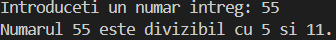 Introduceti un numar intreg: 55
Numarul 55 este divizibil cu 5 si 11.